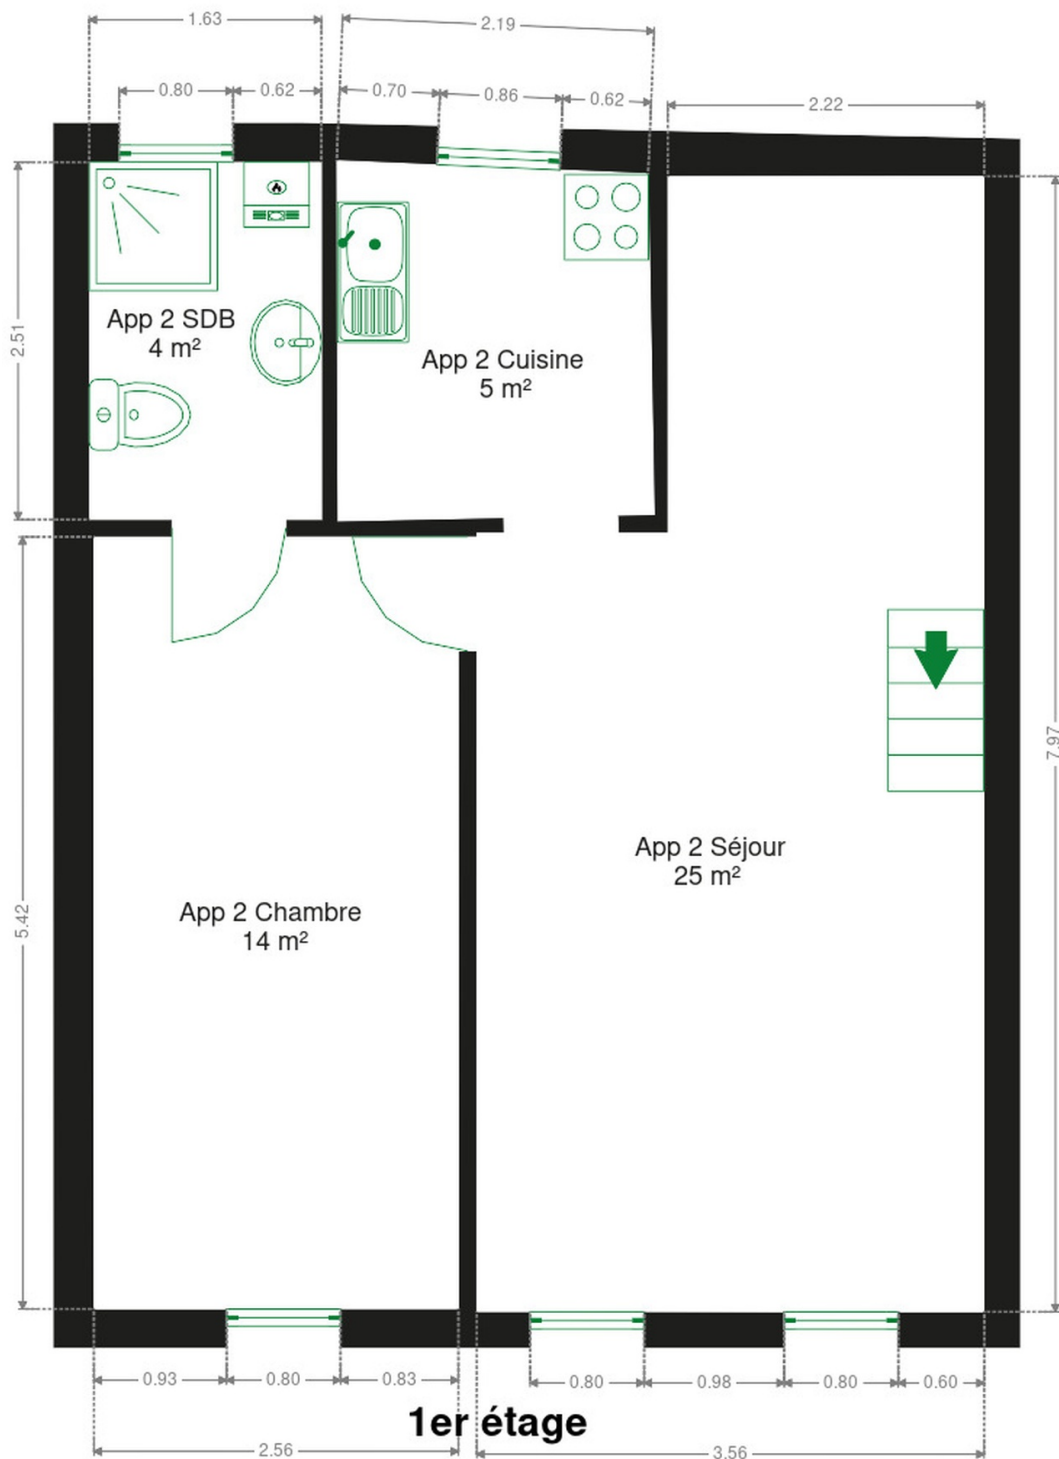 1.63
2.19
0.80
0.62
0.70
0.86
0.62
2.22
2.51
App 2 SDB
4 m²
App 2 Cuisine
5 m²
7.97
App 2 Séjour
25 m²
5.42
App 2 Chambre
14 m²
0.93
0.80
0.83
0.80
0.98
0.80
0.60
1er étage
2.56
3.56